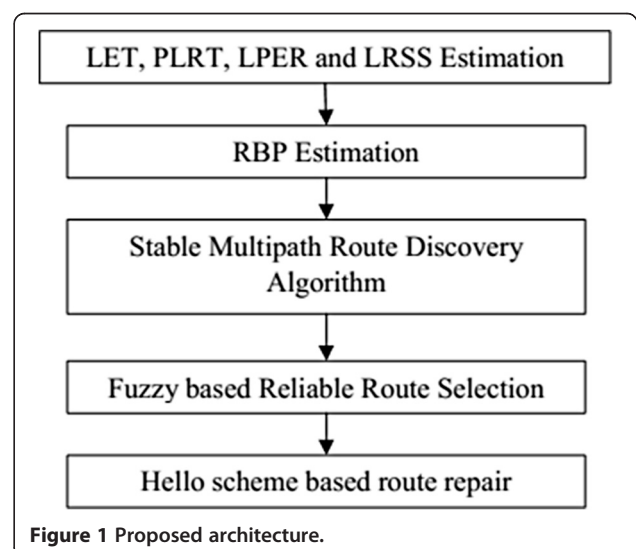 LET, PLRT, LPER and LRSS Estimation
RBP Estimation
Stable Multipath Route Discovery
Algorithm
Fuzzy based Reliable Route Selection
Hello scheme based route repair
Figure 1 Proposed architecture.